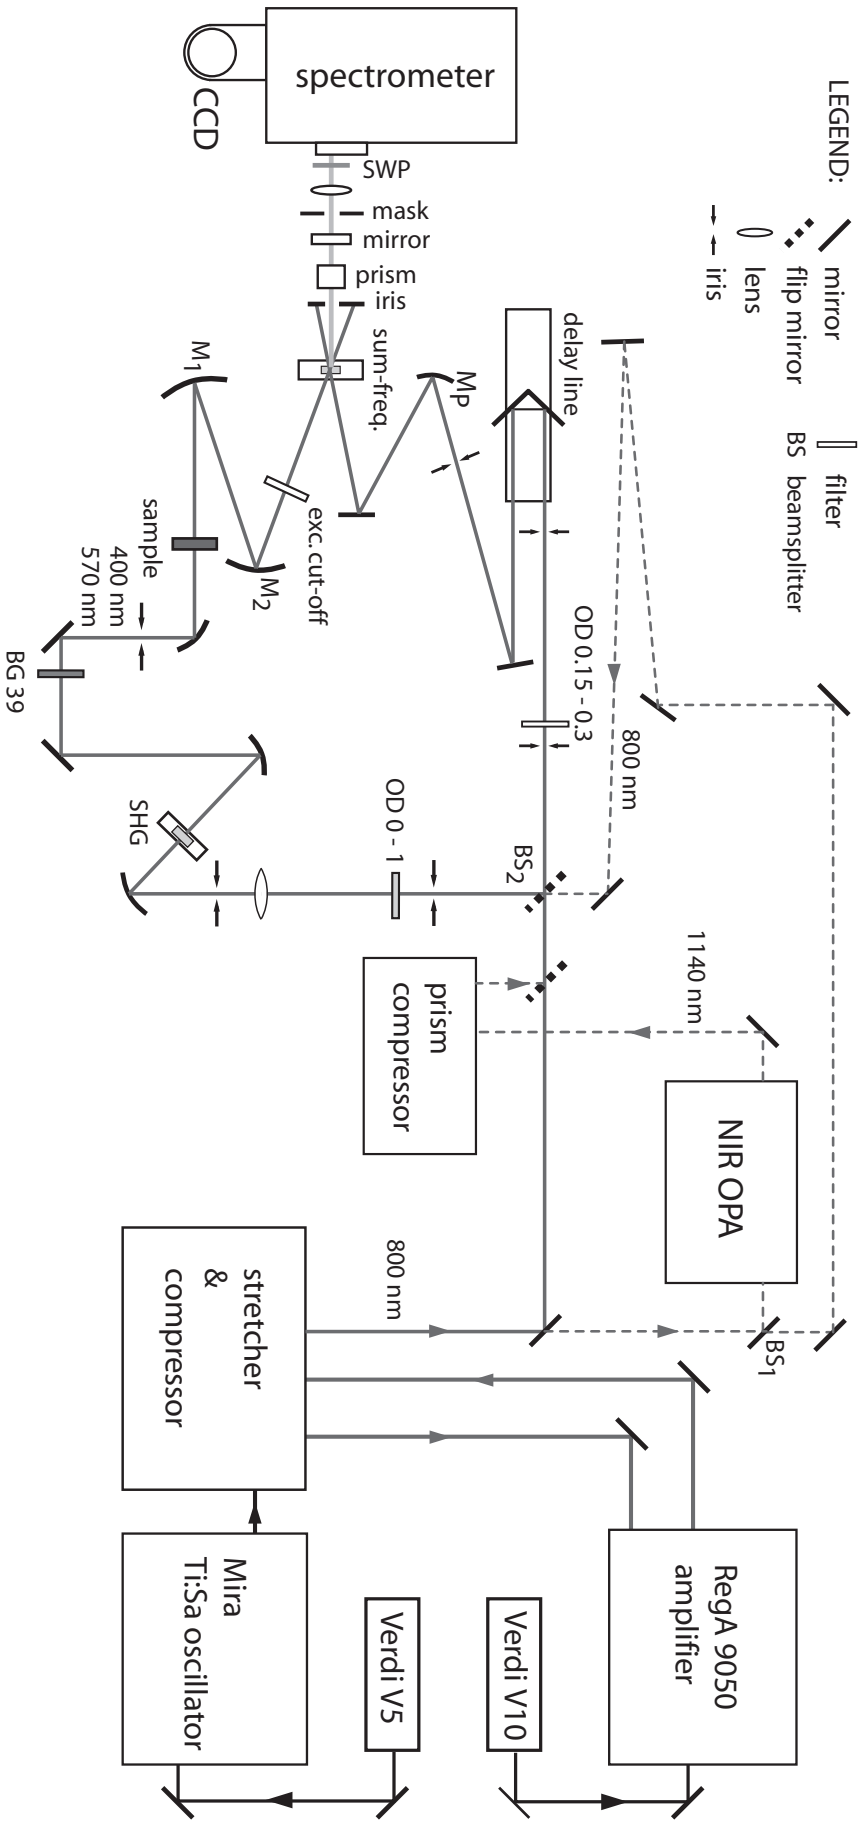 LEGEND:
mirror
flip mirror
lens
iris
filter
BS beamsplitter
spectrometer
CCD
SWP
mask
mirror
prism
iris
sum-freq.
delay line
MP
M1
M2
exc. cut-off
sample
400 nm
570 nm
BG 39
SHG
OD 0 - 1
OD 0.15 - 0.3
800 nm
BS2
prism
compressor
1140 nm
NIR OPA
BS1
800 nm
stretcher
&
compressor
RegA 9050
amplifier
Mira
Ti:Sa oscillator
Verdi V5
Verdi V10